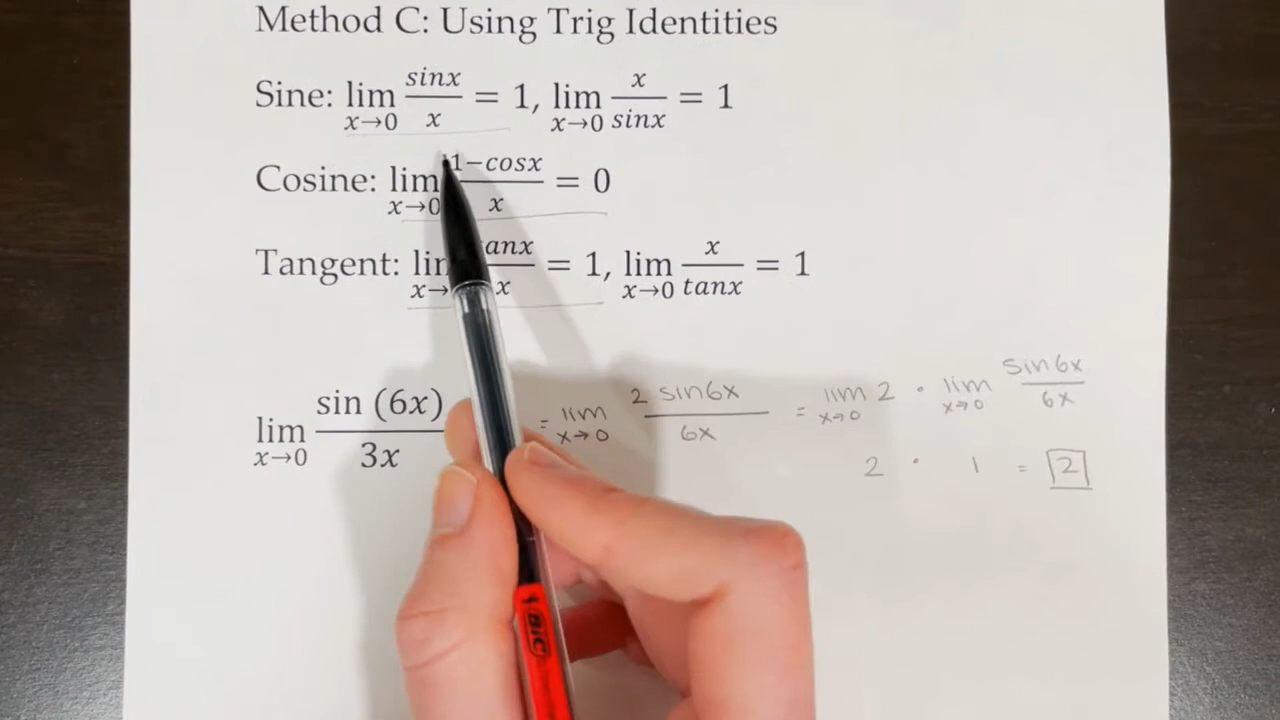 Method C: Using Trig Identities
Sine: lim x→0 sinx/x = 1, lim x→0 x/sinx = 1
Cosine: lim x→0 1−cosx/x = 0
Tangent: lim x→ anx/x = 1, lim x→0 x/tanx = 1
lim x→0 sin (6x)/3x = lim x→0 2 sin6x/6x = lim x→0 2 · lim x→0 sin6x/6x
2 · 1 = 2
BIC